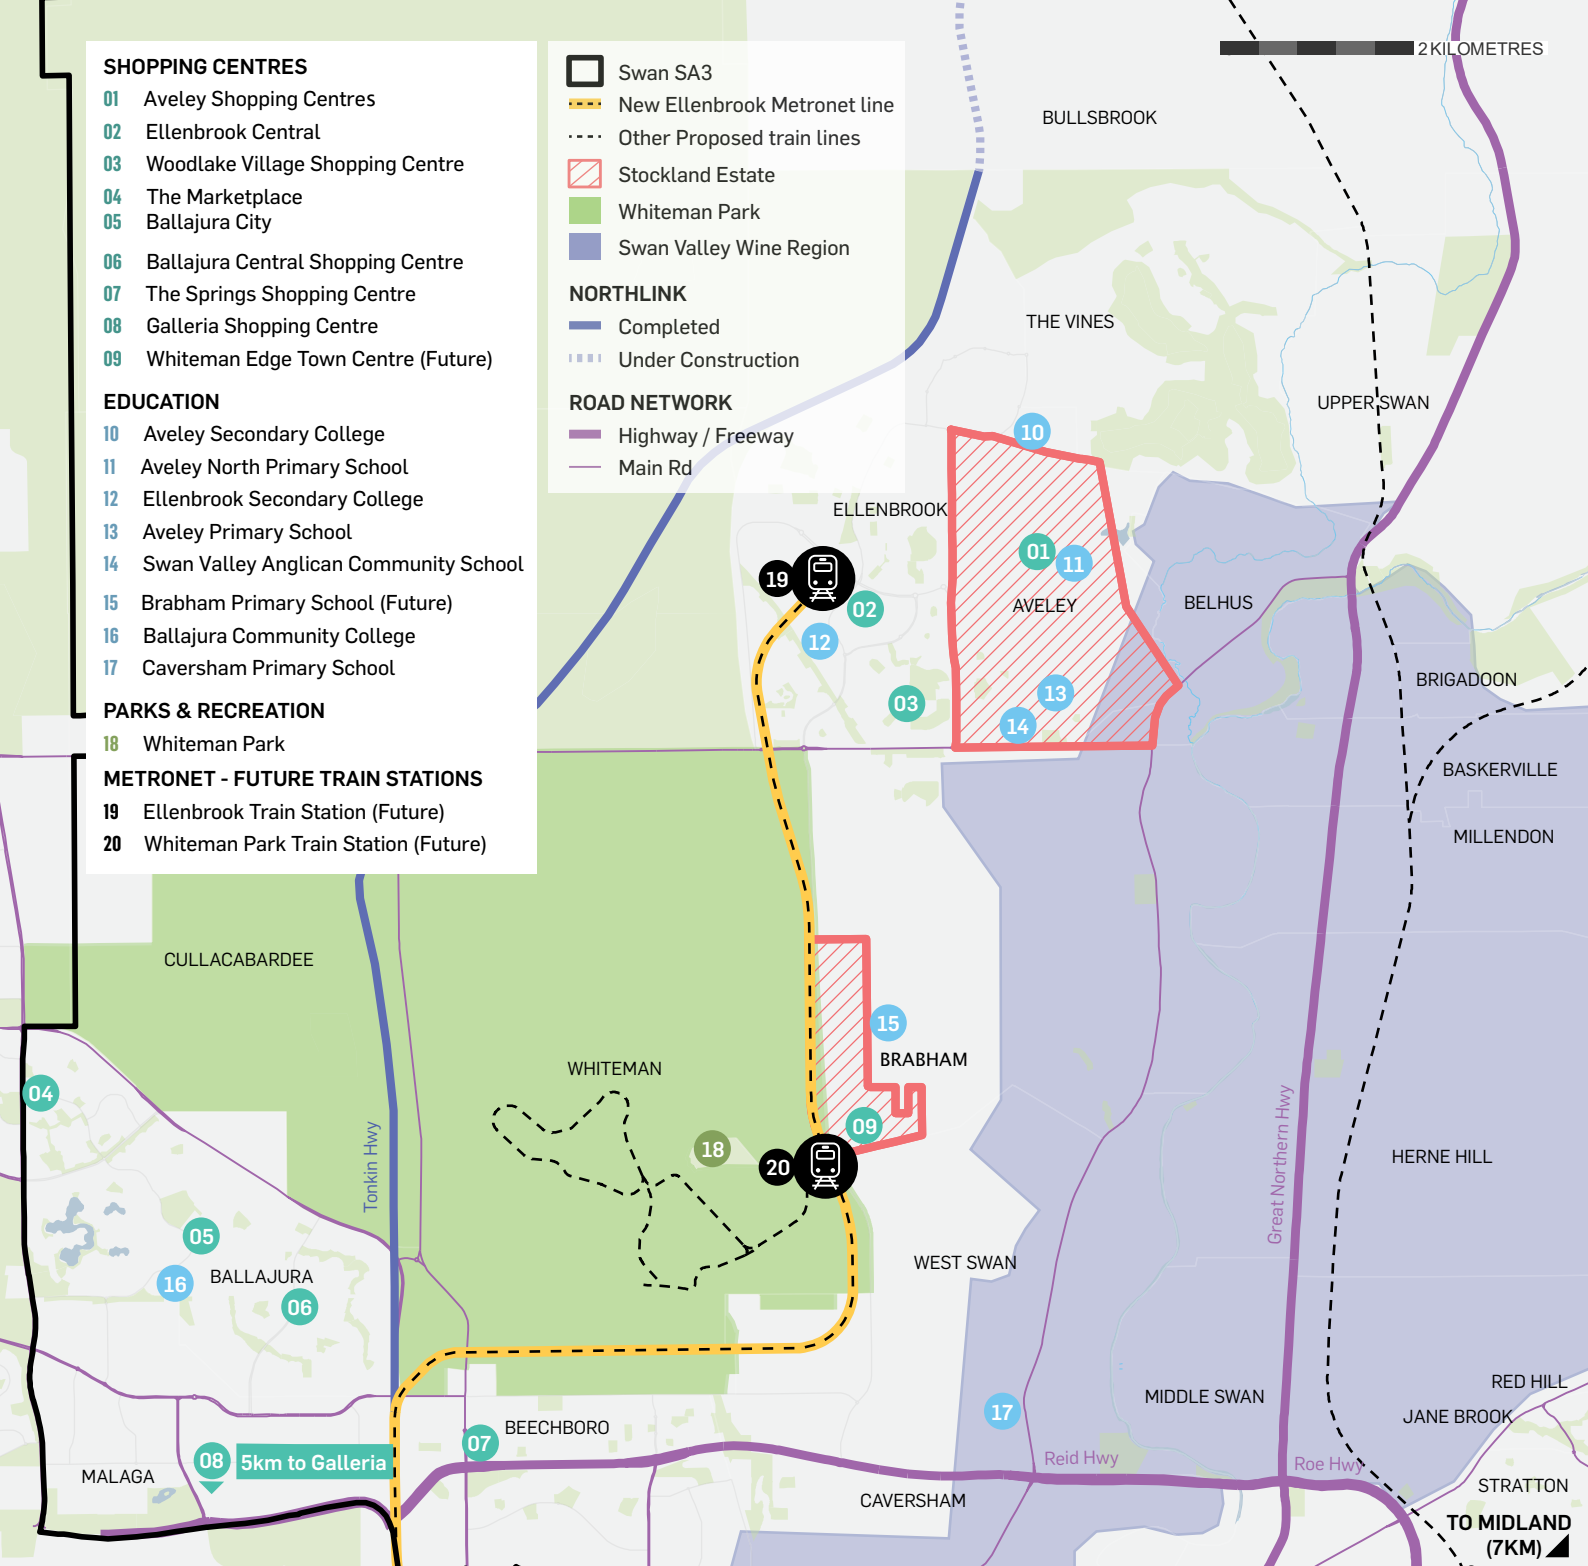 SHOPPING CENTRES
01 Aveley Shopping Centres
02 Ellenbrook Central
03 Woodlake Village Shopping Centre
04 The Marketplace
05 Ballajura City
06 Ballajura Central Shopping Centre
07 The Springs Shopping Centre
08 Galleria Shopping Centre
09 Whiteman Edge Town Centre (Future)
EDUCATION
10 Aveley Secondary College
11 Aveley North Primary School
12 Ellenbrook Secondary College
13 Aveley Primary School
14 Swan Valley Anglican Community School
15 Brabham Primary School (Future)
16 Ballajura Community College
17 Caversham Primary School
PARKS & RECREATION
18 Whiteman Park
METRONET - FUTURE TRAIN STATIONS
19 Ellenbrook Train Station (Future)
20 Whiteman Park Train Station (Future)
Swan SA3
New Ellenbrook Metronet line
Other Proposed train lines
Stockland Estate
Whiteman Park
Swan Valley Wine Region
NORTHLINK
Completed
Under Construction
ROAD NETWORK
Highway / Freeway
Main Rd
2 KILOMETRES
BULLSBROOK
THE VINES
UPPER SWAN
10
ELLENBROOK
01
11
19
02
AVELEY
BELHUS
12
13
03
14
BRIGADOON
BASKERVILLE
MILLENDON
CULLACABARDEE
15
BRABHAM
WHITEMAN
04
09
18
20
Tonkin Hwy
Great Northern Hwy
HERNE HILL
05
WEST SWAN
16
BALLAJURA
06
RED HILL
MIDDLE SWAN
17
JANE BROOK
BEECHBORO
07
08
5km to Galleria
Reid Hwy
Roe Hwy
MALAGA
STRATTON
CAVERSHAM
TO MIDLAND
(7KM)